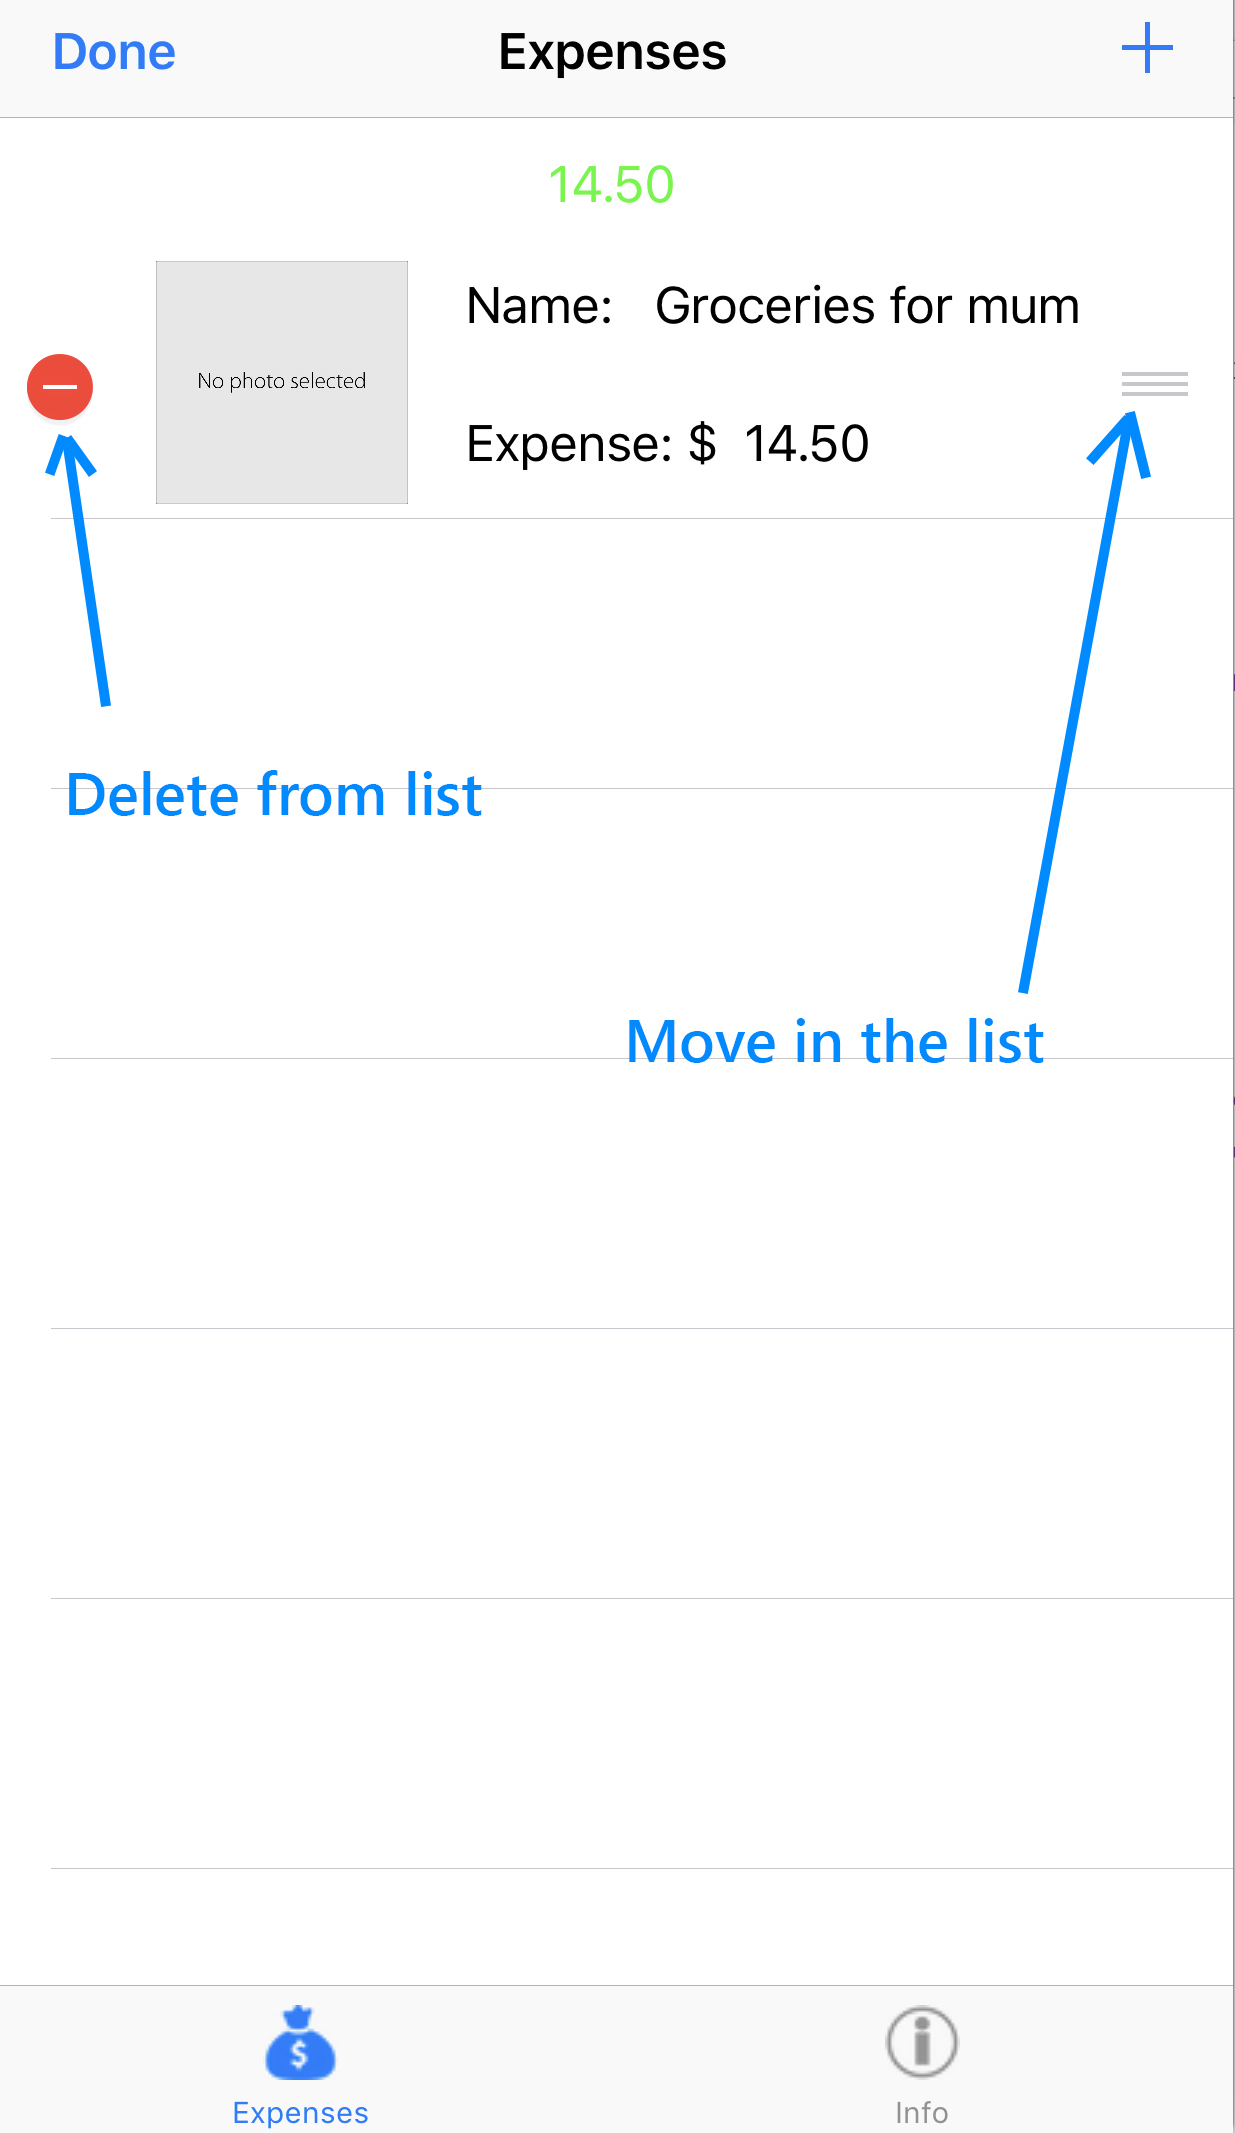 Done Expenses +
14.50
Name: Groceries for mum
No photo selected
Expense: $ 14.50
Delete from list
Move in the list
$
Expenses
Info